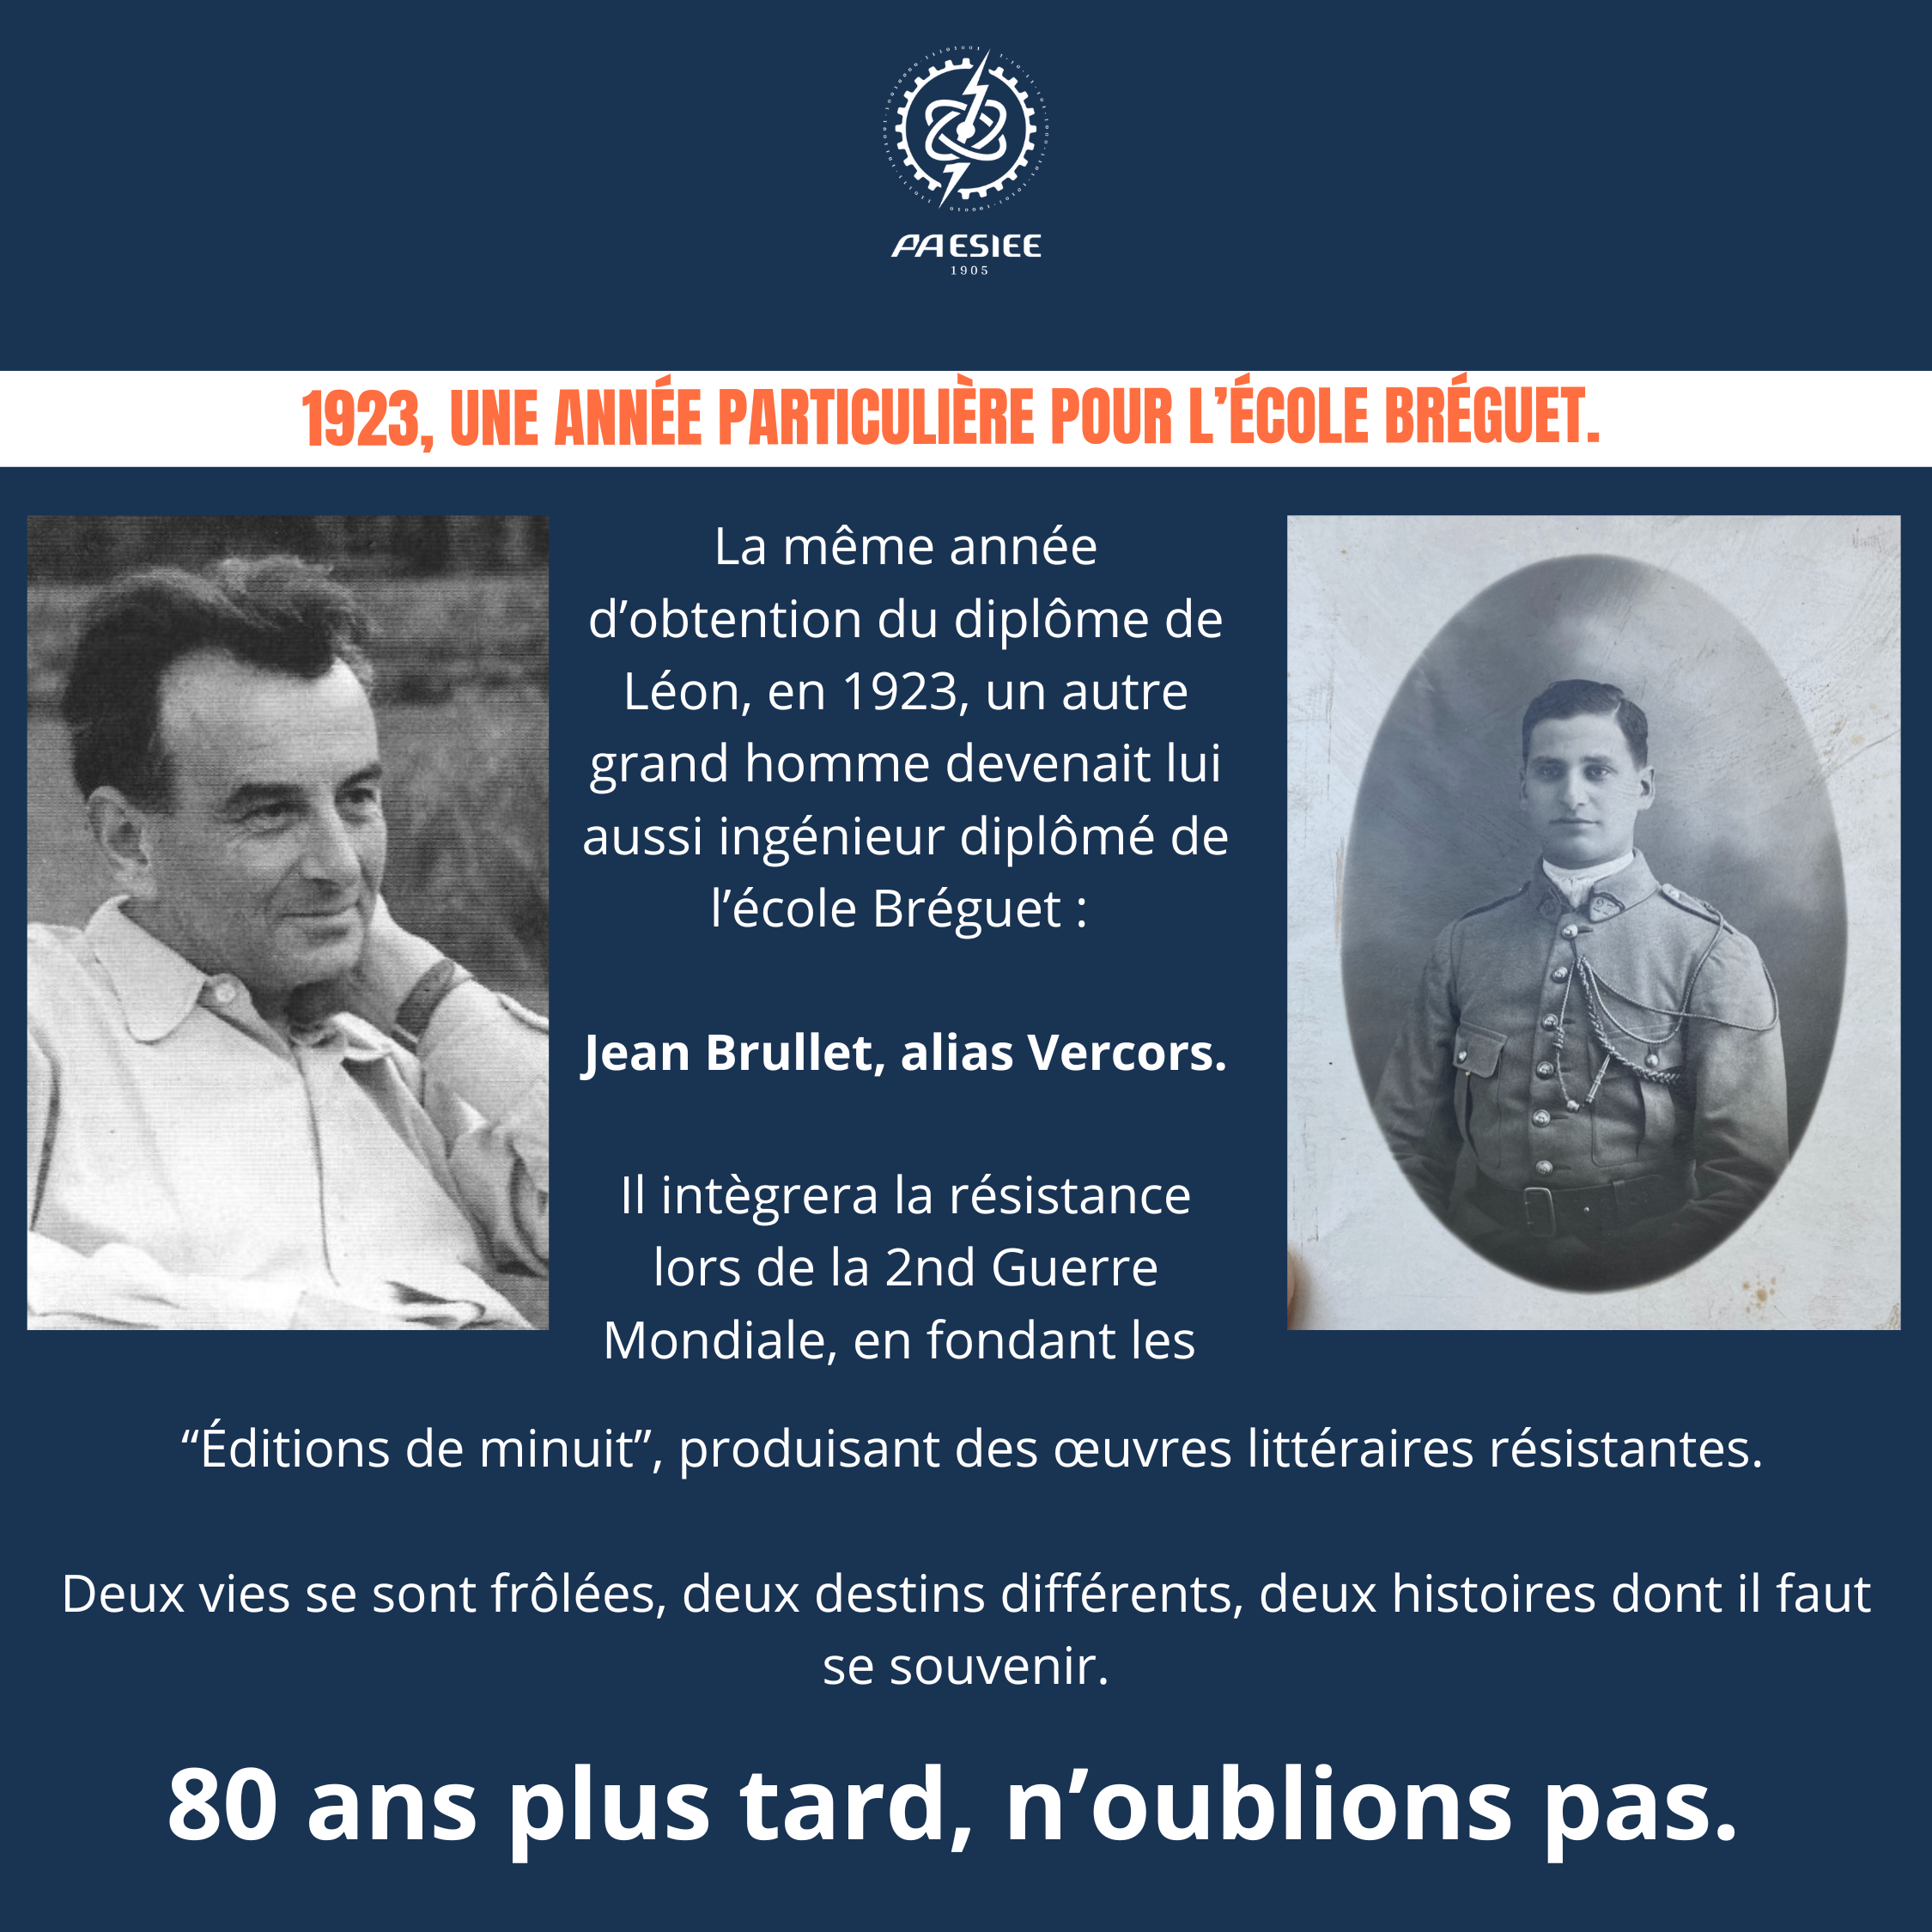 PA ESIEE
1905
1923, UNE ANNÉE PARTICULIÈRE POUR L’ÉCOLE BRÉGUET.
La même année
d’obtention du diplôme de
Léon, en 1923, un autre
grand homme devenait lui
aussi ingénieur diplômé de
l’école Bréguet :
Jean Brullet, alias Vercors.
Il intègrera la résistance
lors de la 2nd Guerre
Mondiale, en fondant les
“Éditions de minuit”, produisant des œuvres littéraires résistantes.
Deux vies se sont frôlées, deux destins différents, deux histoires dont il faut
se souvenir.
80 ans plus tard, n’oublions pas.